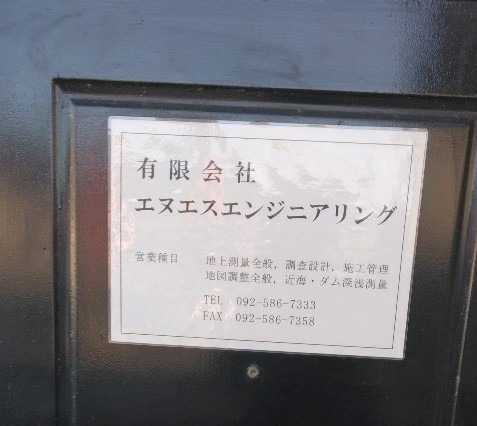 有限会社
エヌエスエンジニアリング
営業種目 地上測量全般，調査設計，施工管理
地図調整全般，近海・ダム深浅測量
TEL 092-586-7333
FAX 092-586-7358